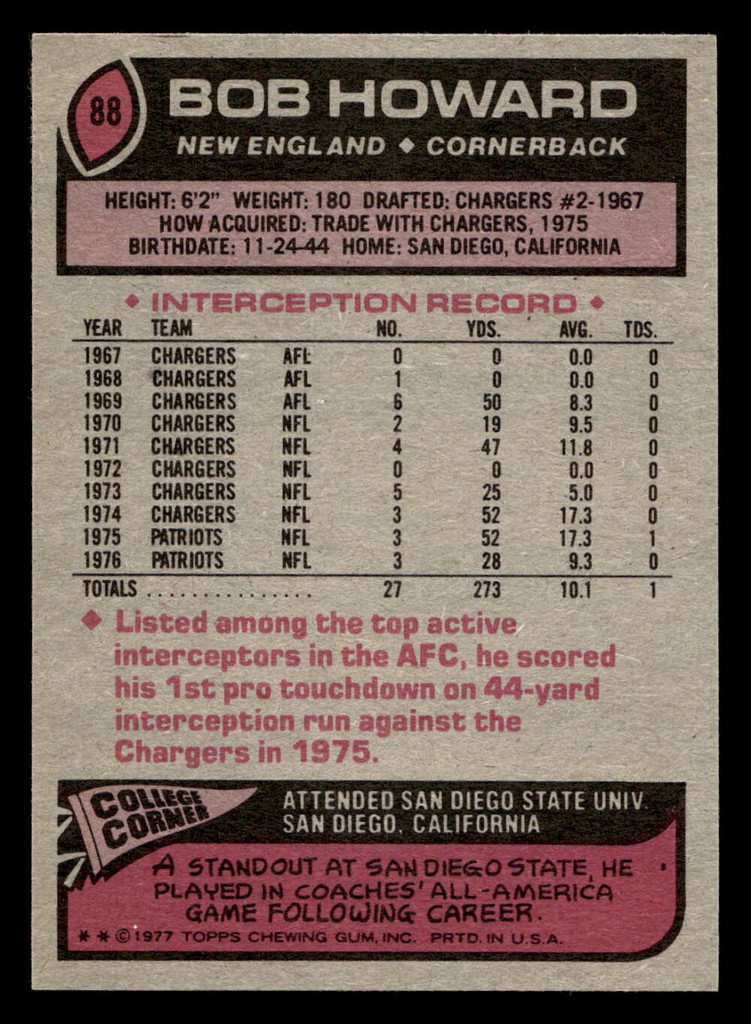 88
BOB HOWARD
NEW ENGLAND ◆ CORNERBACK
HEIGHT: 6'2" WEIGHT: 180 DRAFTED: CHARGERS #2-1967
HOW ACQUIRED: TRADE WITH CHARGERS, 1975
BIRTHDATE: 11-24-44 HOME: SAN DIEGO, CALIFORNIA
◆ INTERCEPTION RECORD ◆
YEAR TEAM NO. YDS. AVG. TDS.
1967 CHARGERS AFL 0 0 0.0 0
1968 CHARGERS AFL 1 0 0.0 0
1969 CHARGERS AFL 6 50 8.3 0
1970 CHARGERS NFL 2 19 9.5 0
1971 CHARGERS NFL 4 47 11.8 0
1972 CHARGERS NFL 0 0 0.0 0
1973 CHARGERS NFL 5 25 5.0 0
1974 CHARGERS NFL 3 52 17.3 0
1975 PATRIOTS NFL 3 52 17.3 1
1976 PATRIOTS NFL 3 28 9.3 0
TOTALS . . . . . . . . . . . . . . . 27 273 10.1 1
◆ Listed among the top active
interceptors in the AFC, he scored
his 1st pro touchdown on 44-yard
interception run against the
Chargers in 1975.
COLLEGE
CORNER
ATTENDED SAN DIEGO STATE UNIV.
SAN DIEGO, CALIFORNIA
A STANDOUT AT SAN DIEGO STATE, HE
PLAYED IN COACHES' ALL-AMERICA
GAME FOLLOWING CAREER.
* * © 1977 TOPPS CHEWING GUM, INC. PRTD. IN U.S.A.